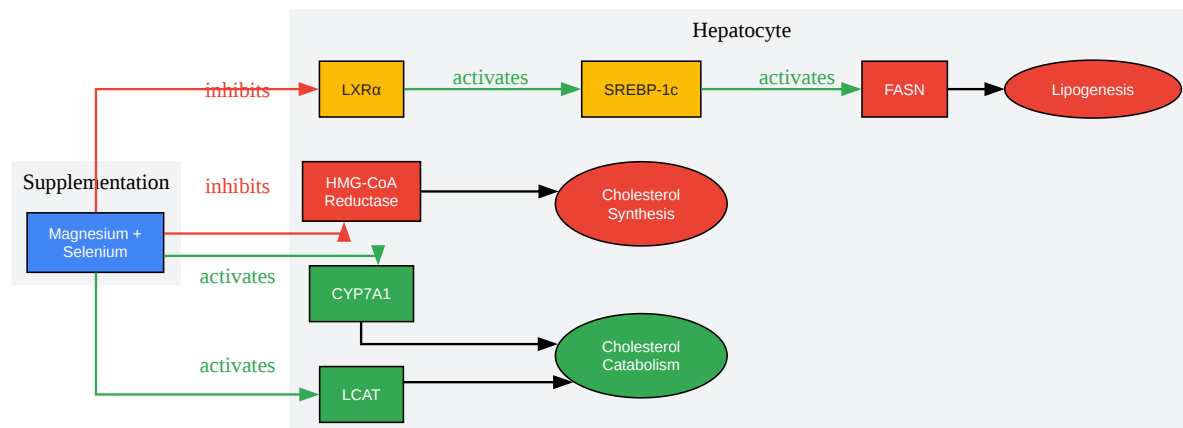 Hepatocyte
inhibits
LXRα
activates
SREBP-1c
activates
FASN
Lipogenesis
Supplementation
Magnesium +
Selenium
inhibits
HMG-CoA
Reductase
Cholesterol
Synthesis
activates
CYP7A1
Cholesterol
Catabolism
activates
LCAT